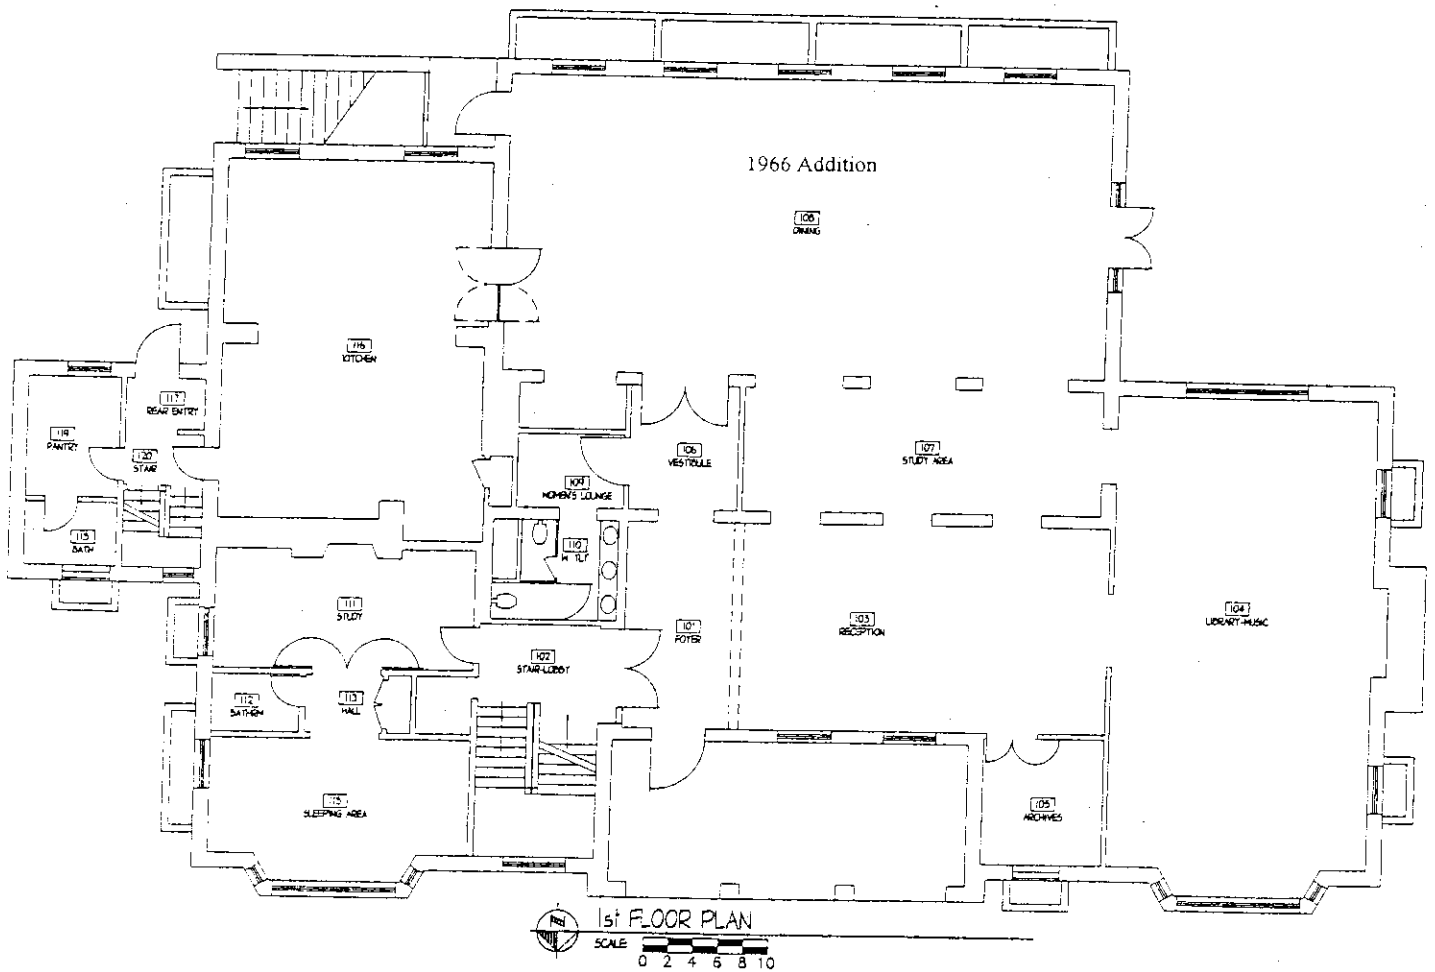 1966 Addition
108
DINING
116
KITCHEN
117
REAR ENTRY
119
PANTRY
120
STAIR
106
VESTIBULE
107
STUDY AREA
109
WOMEN'S LOUNGE
110
W. TLT
BATH
111
STUDY
101
FOYER
103
RECEPTION
104
LIBRARY-MUSIC
102
STAIR-LOBBY
112
BATHRM
113
HALL
SLEEPING AREA
105
ARCHIVES
1st FLOOR PLAN
SCALE
0 2 4 6 8 10